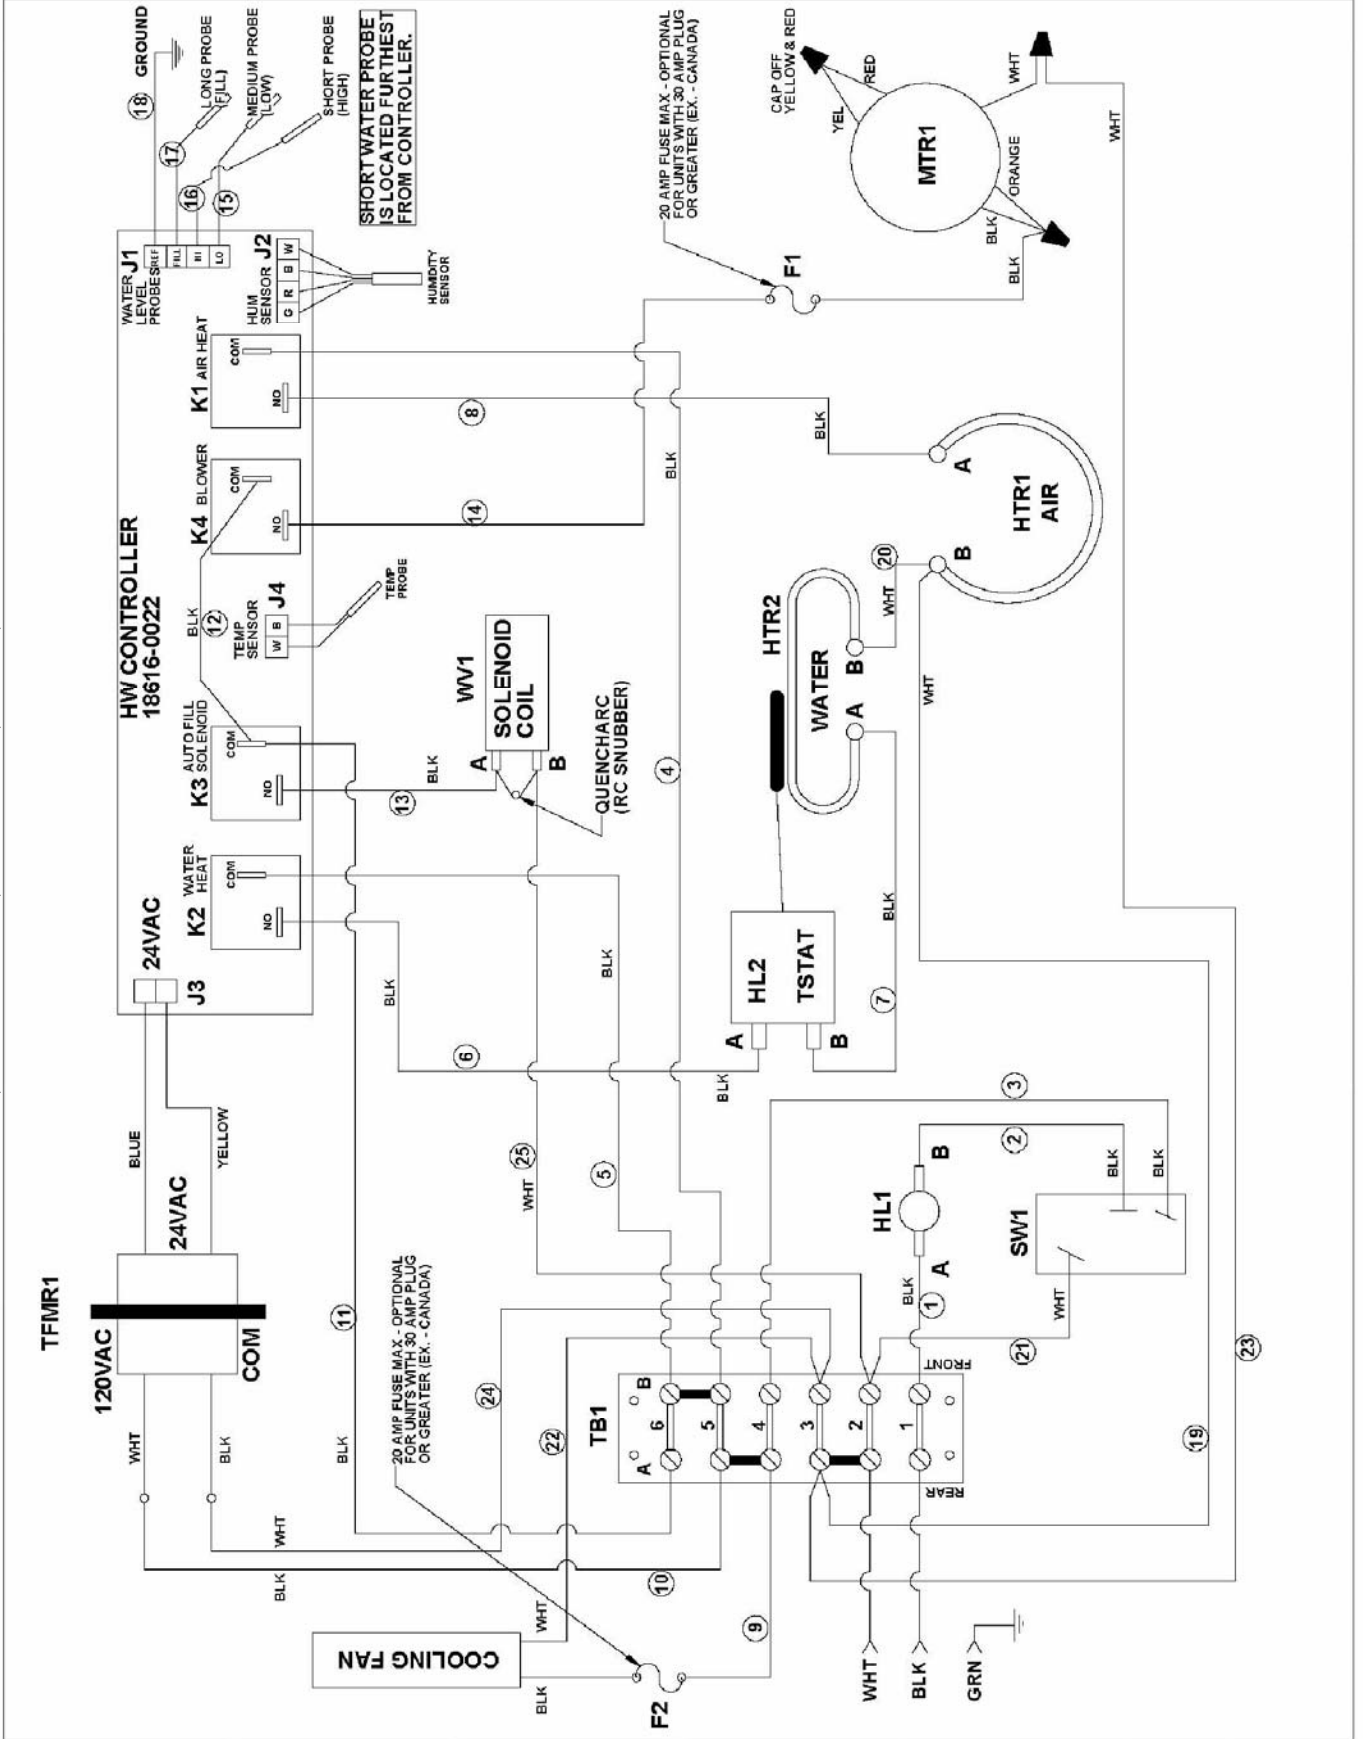 TFMR1
120VAC
COM
24VAC
WHT
BLK
BLUE
YELLOW
WHT
BLK
HW CONTROLLER
18616-0022
24VAC
J3
K2
WATER
HEAT
COM
NO
K3
AUTO FILL
SOLENOID
COM
NO
BLK
12
TEMP
SENSOR
J4
W
B
TEMP
PROBE
K4
BLOWER
COM
NO
K1
AIR HEAT
COM
NO
WATER
LEVEL
PROBES
J1
REF
FILL
HI
LO
HUM
SENSOR
J2
G
R
B
W
HUMIDITY
SENSOR
18
GROUND
17
LONG PROBE
(FILL)
16
MEDIUM PROBE
(LOW)
15
SHORT PROBE
(HIGH)
SHORT WATER PROBE
IS LOCATED FURTHEST
FROM CONTROLLER.
11
BLK
BLK
6
13
BLK
WV1
SOLENOID
COIL
A
B
QUENCHARC
(RC SNUBBER)
14
8
BLK
4
BLK
5
25
WHT
20 AMP FUSE MAX - OPTIONAL
FOR UNITS WITH 30 AMP PLUG
OR GREATER (EX. - CANADA)
F1
BLK
BLK
ORANGE
MTR1
YEL
RED
CAP OFF
YELLOW & RED
WHT
WHT
BLK
A
B
HTR1
AIR
20
WHT
WHT
HTR2
WATER
A
B
HL2
TSTAT
A
B
BLK
7
BLK
3
2
BLK
BLK
HL1
A
B
BLK
1
SW1
WHT
21
23
19
20 AMP FUSE MAX - OPTIONAL
FOR UNITS WITH 30 AMP PLUG
OR GREATER (EX. - CANADA)
24
22
TB1
A
B
6
5
4
3
2
1
FRONT
REAR
10
9
COOLING FAN
WHT
BLK
F2
WHT
BLK
GRN